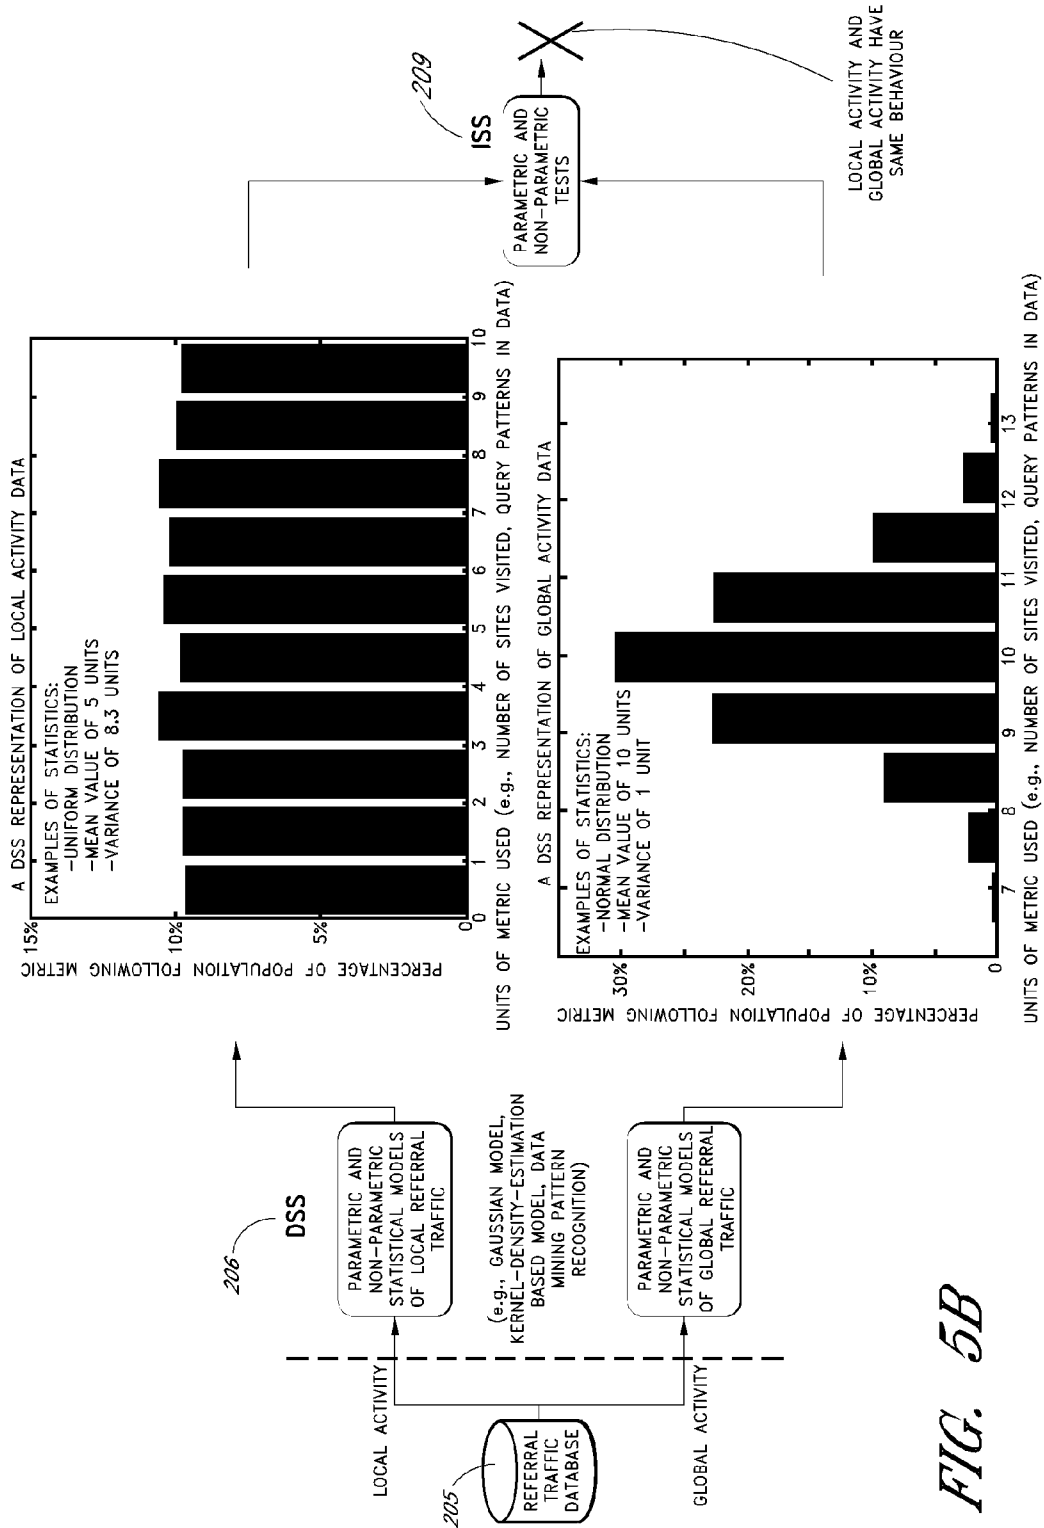 205
REFERRAL
TRAFFIC
DATABASE
LOCAL ACTIVITY
GLOBAL ACTIVITY
206
DSS
PARAMETRIC AND
NON-PARAMETRIC
STATISTICAL MODELS
OF LOCAL REFERRAL
TRAFFIC
(e.g., GAUSSIAN MODEL,
KERNEL-DENSITY-ESTIMATION
BASED MODEL, DATA
MINING PATTERN
RECOGNITION)
PARAMETRIC AND
NON-PARAMETRIC
STATISTICAL MODELS
OF GLOBAL REFERRAL
TRAFFIC
A DSS REPRESENTATION OF LOCAL ACTIVITY DATA
EXAMPLES OF STATISTICS:
-UNIFORM DISTRIBUTION
-MEAN VALUE OF 5 UNITS
-VARIANCE OF 8.3 UNITS
PERCENTAGE OF POPULATION FOLLOWING METRIC
15%
10%
5%
0
0 1 2 3 4 5 6 7 8 9 10
UNITS OF METRIC USED (e.g., NUMBER OF SITES VISITED, QUERY PATTERNS IN DATA)
A DSS REPRESENTATION OF GLOBAL ACTIVITY DATA
EXAMPLES OF STATISTICS:
-NORMAL DISTRIBUTION
-MEAN VALUE OF 10 UNITS
-VARIANCE OF 1 UNIT
PERCENTAGE OF POPULATION FOLLOWING METRIC
30%
20%
10%
0
7 8 9 10 11 12 13
UNITS OF METRIC USED (e.g., NUMBER OF SITES VISITED, QUERY PATTERNS IN DATA)
209
ISS
PARAMETRIC AND
NON-PARAMETRIC
TESTS
LOCAL ACTIVITY AND
GLOBAL ACTIVITY HAVE
SAME BEHAVIOUR
FIG. 5B